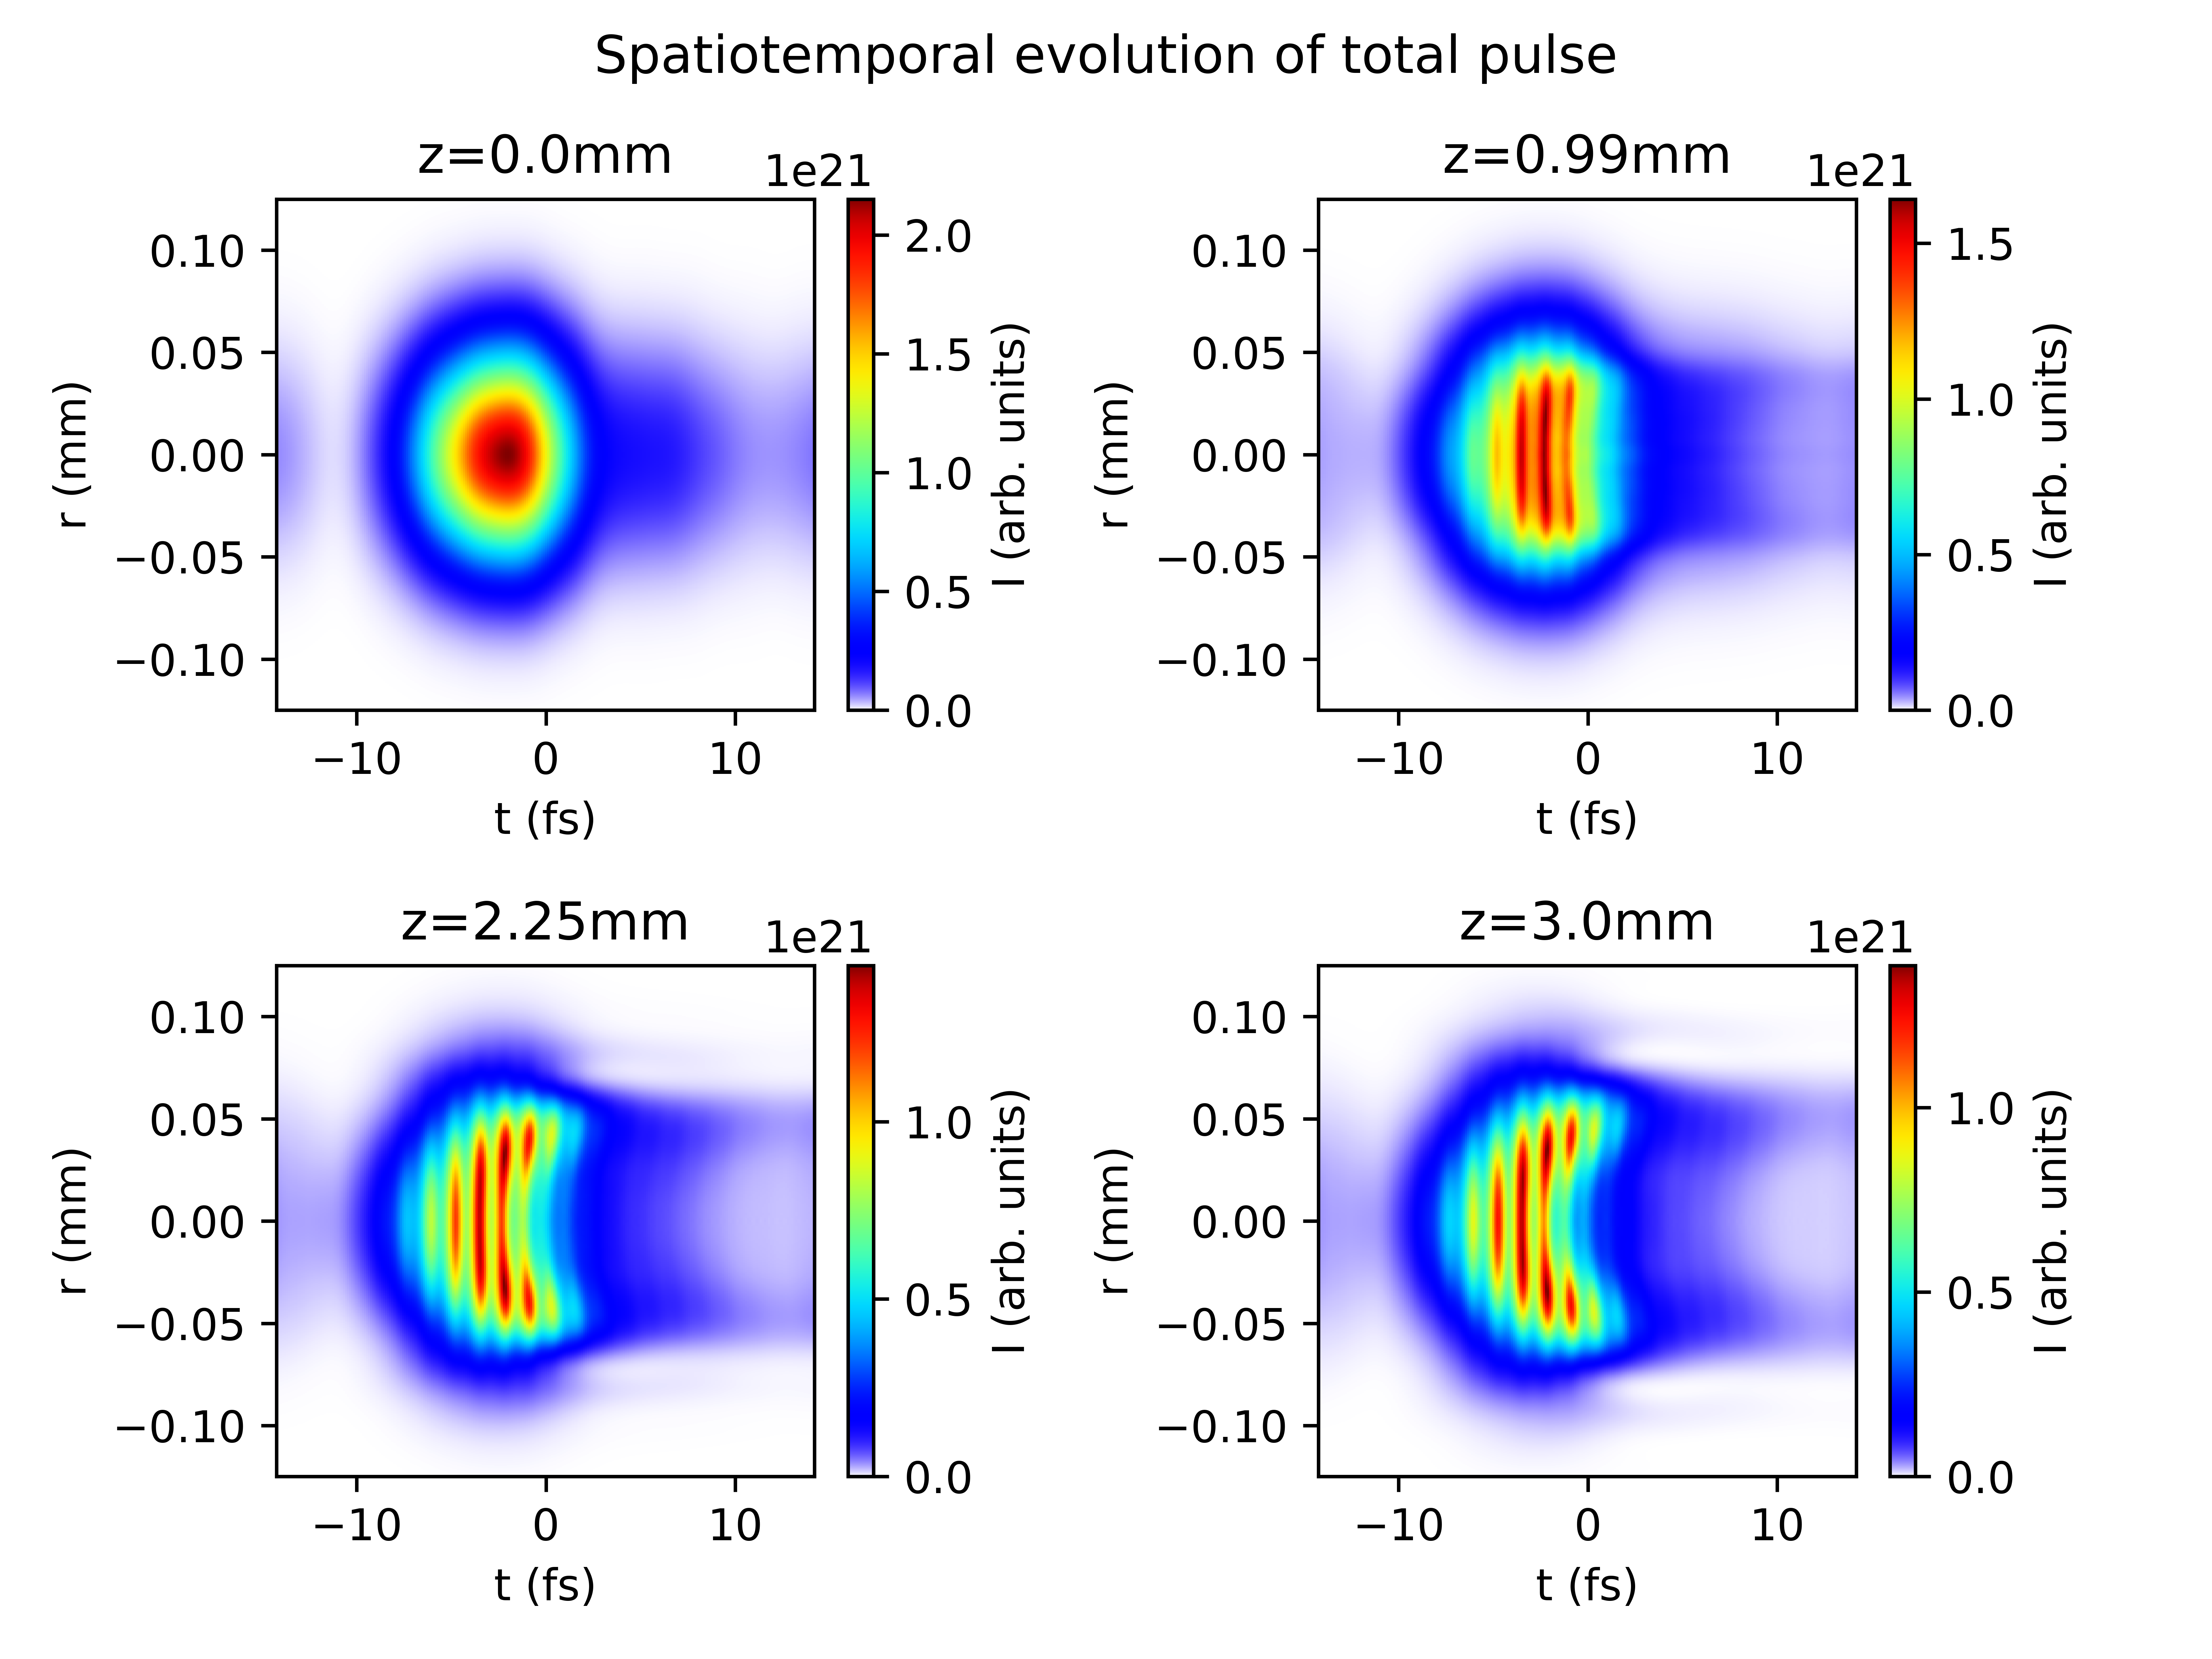 Spatiotemporal evolution of total pulse
z=0.0mm
1e21
0.10
0.05
0.00
−0.05
−0.10
r (mm)
−10 0 10
t (fs)
2.0
1.5
1.0
0.5
0.0
I (arb. units)
z=0.99mm
1e21
0.10
0.05
0.00
−0.05
−0.10
r (mm)
−10 0 10
t (fs)
1.5
1.0
0.5
0.0
I (arb. units)
z=2.25mm
1e21
0.10
0.05
0.00
−0.05
−0.10
r (mm)
−10 0 10
t (fs)
1.0
0.5
0.0
I (arb. units)
z=3.0mm
1e21
0.10
0.05
0.00
−0.05
−0.10
r (mm)
−10 0 10
t (fs)
1.0
0.5
0.0
I (arb. units)